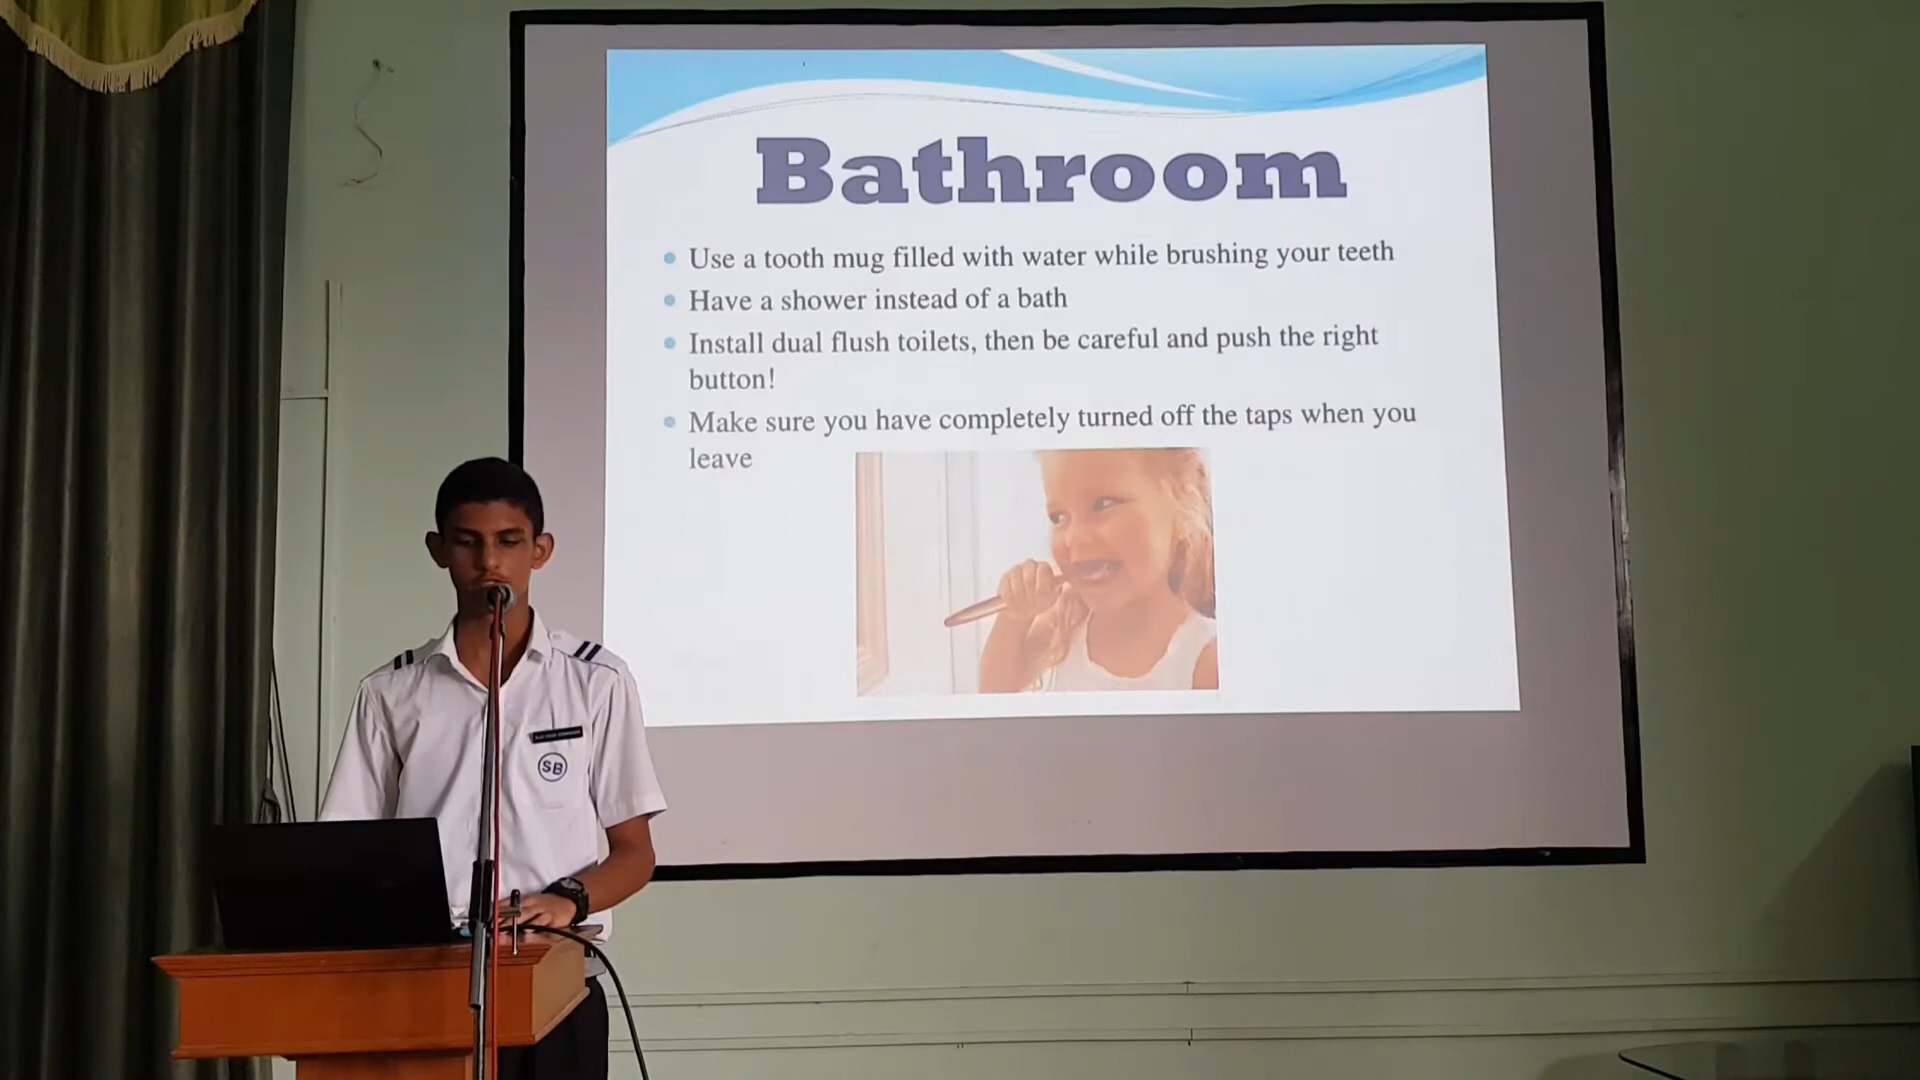 Bathroom
Use a tooth mug filled with water while brushing your teeth
Have a shower instead of a bath
Install dual flush toilets, then be careful and push the right
button!
Make sure you have completely turned off the taps when you
leave
SB